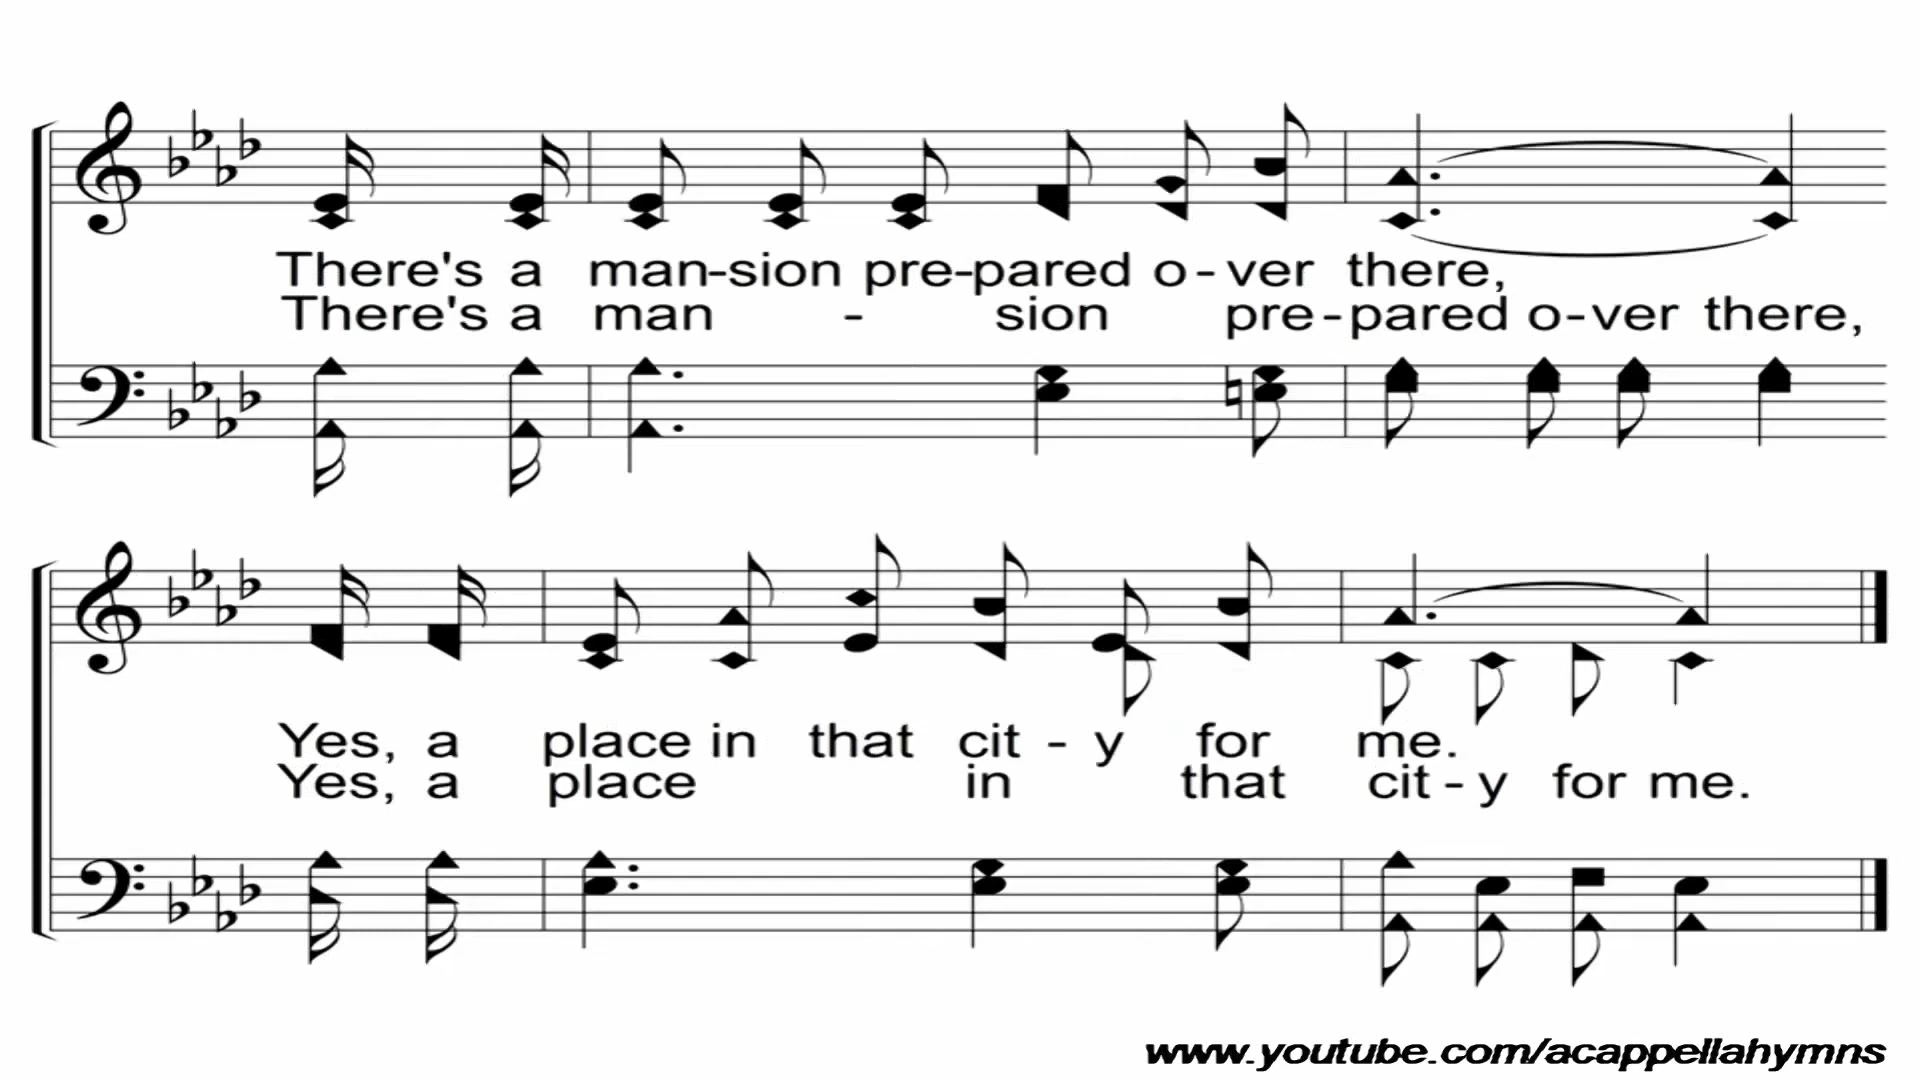 There's a man-sion pre-pared o-ver there,
There's a man - sion pre-pared o-ver there,
Yes, a place in that cit - y for me.
Yes, a place in that cit-y for me.
www.youtube.com/acappellahymns